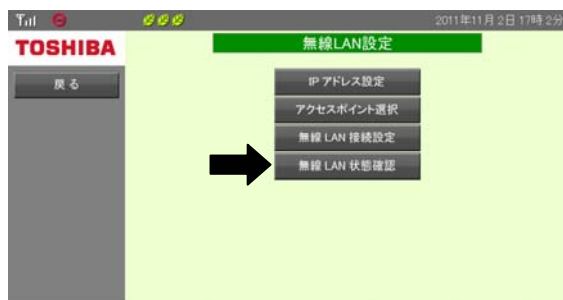 2011年11月2日 17時 2分
TOSHIBA
無線LAN設定
戻る
IP アドレス設定
アクセスポイント選択
無線 LAN 接続設定
無線 LAN 状態確認